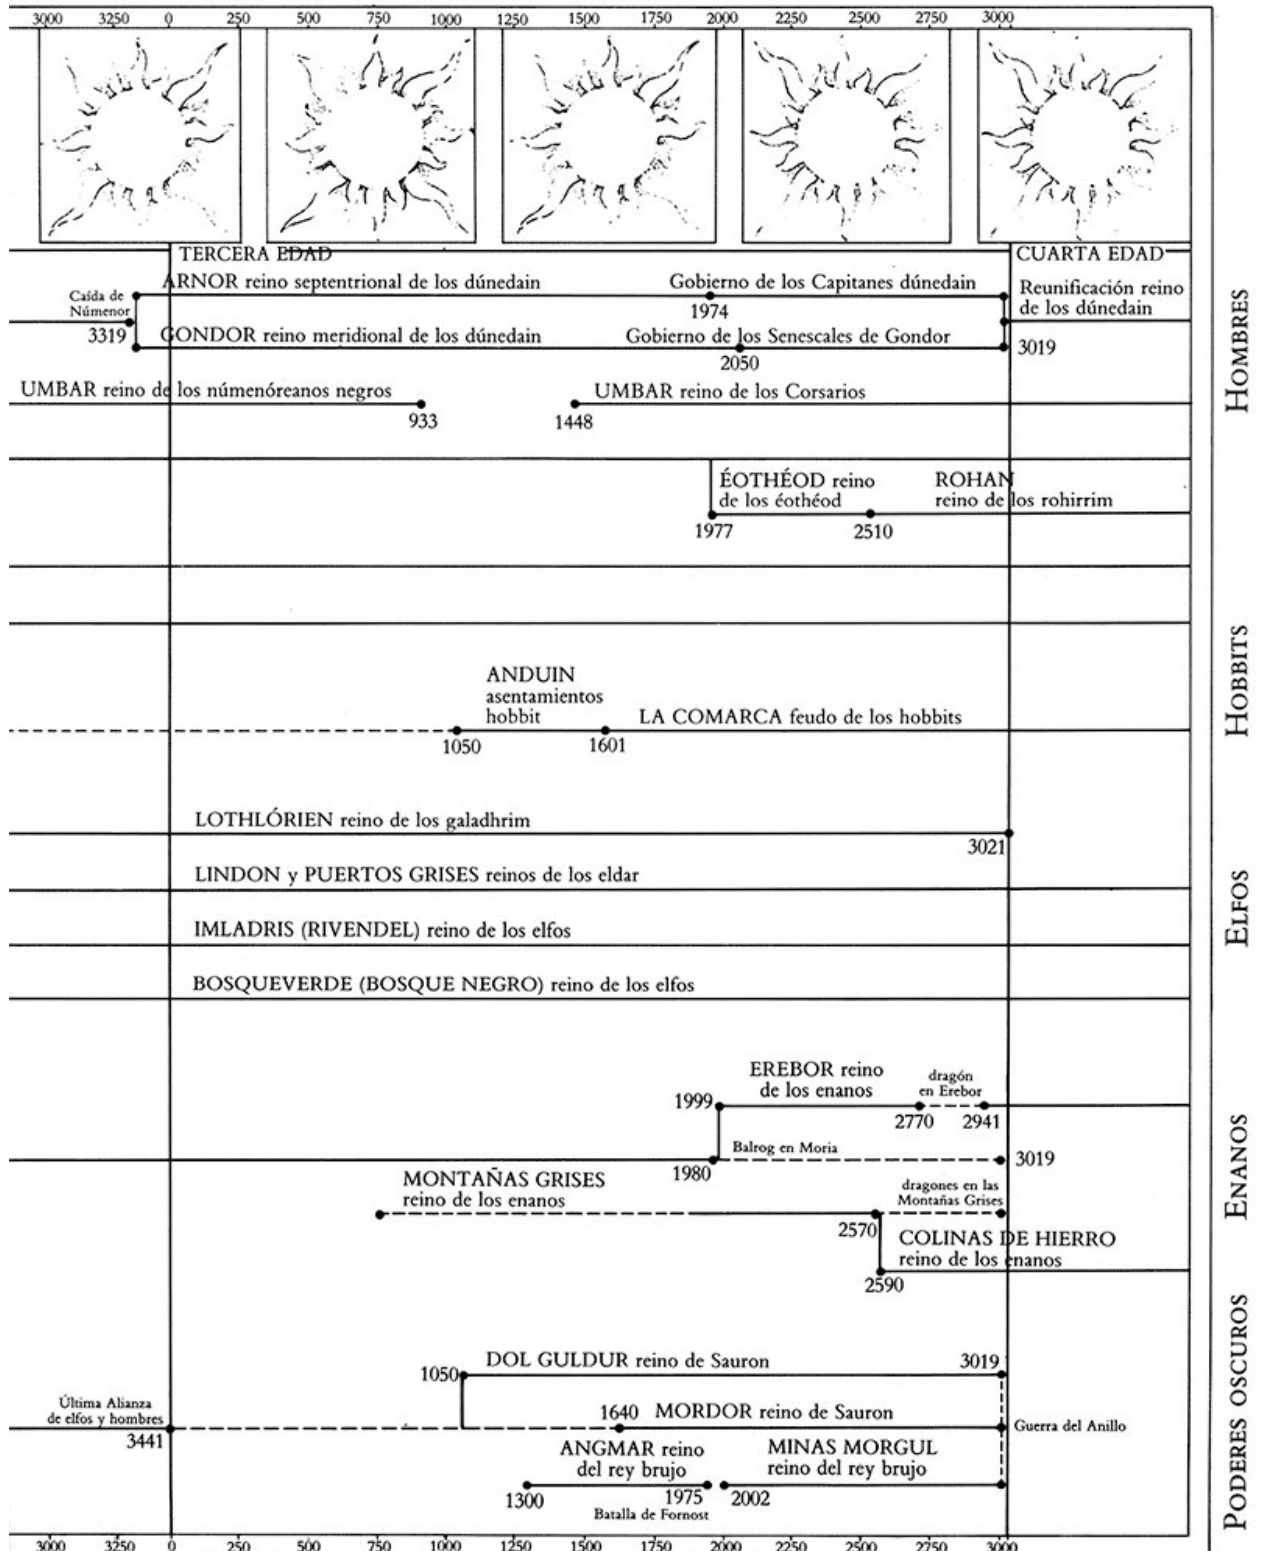 3000 3250 0 250 500 750 1000 1250 1500 1750 2000 2250 2500 2750 3000
TERCERA EDAD
CUARTA EDAD
ARNOR reino septentrional de los dúnedain
Gobierno de los Capitanes dúnedain
Reunificación reino
de los dúnedain
Caída de
Númenor
1974
3319
GONDOR reino meridional de los dúnedain
Gobierno de los Senescales de Gondor
3019
2050
UMBAR reino de los númenóreanos negros
UMBAR reino de los Corsarios
933
1448
HOMBRES
ÉOTHÉOD reino
de los éothéod
ROHAN
reino de los rohirrim
1977
2510
ANDUIN
asentamientos
hobbit
LA COMARCA feudo de los hobbits
1050
1601
HOBBITS
LOTHLÓRIEN reino de los galadhrim
3021
LINDON y PUERTOS GRISES reinos de los eldar
IMLADRIS (RIVENDEL) reino de los elfos
BOSQUEVERDE (BOSQUE NEGRO) reino de los elfos
ELFOS
EREBOR reino
de los enanos
dragón
en Erebor
1999
2770
2941
Balrog en Moria
1980
3019
MONTAÑAS GRISES
reino de los enanos
dragones en las
Montañas Grises
2570
COLINAS DE HIERRO
reino de los enanos
2590
ENANOS
DOL GULDUR reino de Sauron
1050
3019
Última Alianza
de elfos y hombres
3441
1640
MORDOR reino de Sauron
Guerra del Anillo
ANGMAR reino
del rey brujo
MINAS MORGUL
reino del rey brujo
1300
1975
2002
Batalla de Fornost
PODERES OSCUROS
3000 3250 0 250 500 750 1000 1250 1500 1750 2000 2250 2500 2750 3000